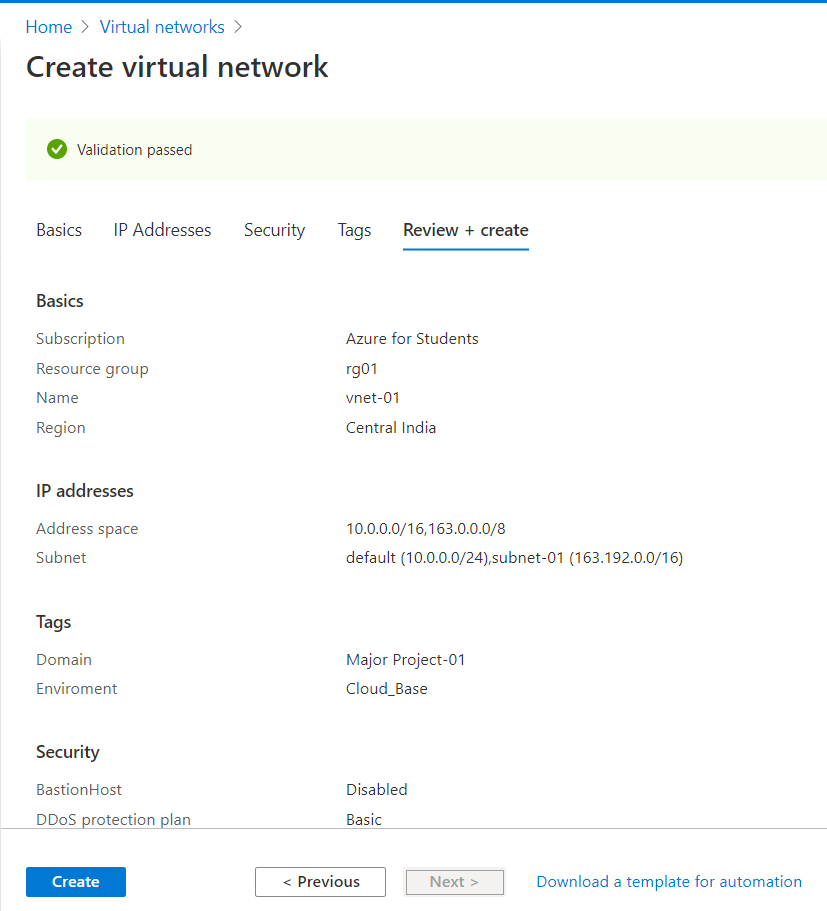 Home > Virtual networks >
Create virtual network
Validation passed
Basics IP Addresses Security Tags Review + create
Basics
Subscription Azure for Students
Resource group rg01
Name vnet-01
Region Central India
IP addresses
Address space 10.0.0.0/16,163.0.0.0/8
Subnet default (10.0.0.0/24),subnet-01 (163.192.0.0/16)
Tags
Domain Major Project-01
Enviroment Cloud_Base
Security
BastionHost Disabled
DDoS protection plan Basic
Create < Previous Next > Download a template for automation